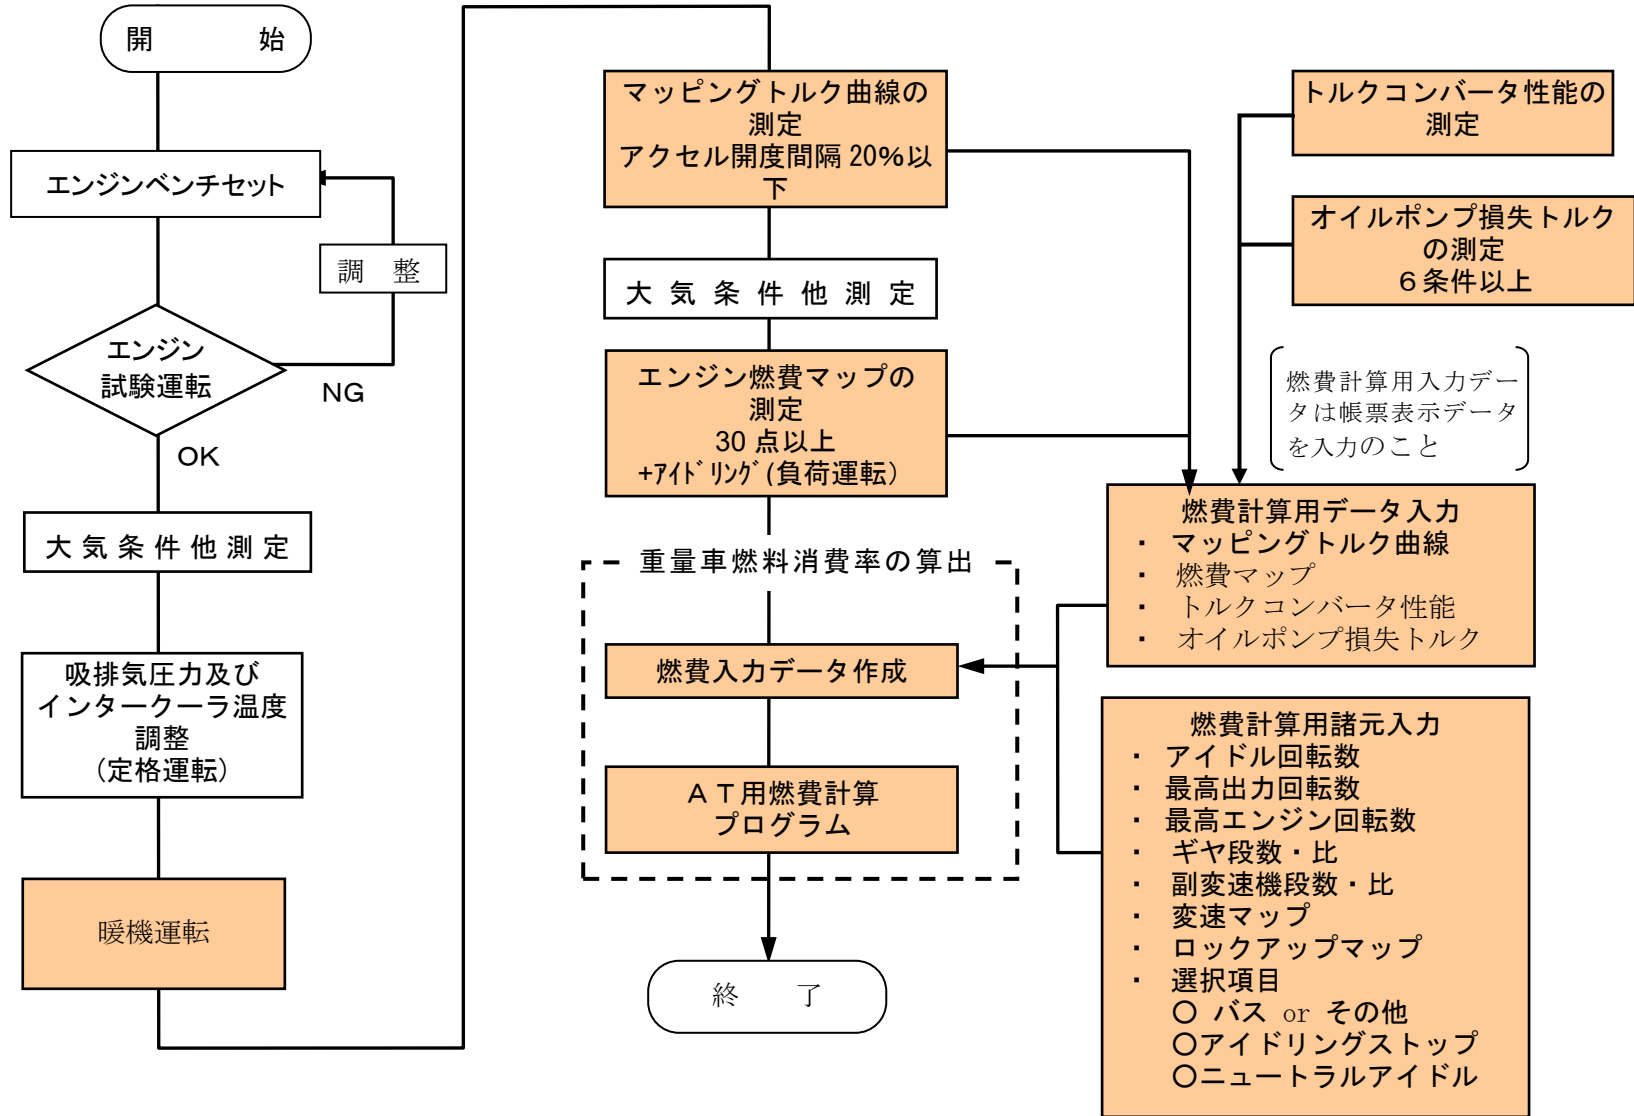 開　　始
エンジンベンチセット
調　整
エンジン
試験運転
NG
OK
大気条件他測定
吸排気圧力及び
インタークーラ温度
調整
(定格運転)
暖機運転
マッピングトルク曲線の
測定
アクセル開度間隔 20%以
下
大気条件他測定
エンジン燃費マップの
測定
30 点以上
+ｱｲﾄﾞﾘﾝｸﾞ(負荷運転)
重量車燃料消費率の算出
燃費入力データ作成
ＡＴ用燃費計算
プログラム
終　了
トルクコンバータ性能の
測定
オイルポンプ損失トルク
の測定
６条件以上
燃費計算用入力デー
タは帳票表示データ
を入力のこと
燃費計算用データ入力
・ マッピングトルク曲線
・ 燃費マップ
・ トルクコンバータ性能
・ オイルポンプ損失トルク
燃費計算用諸元入力
・ アイドル回転数
・ 最高出力回転数
・ 最高エンジン回転数
・ ギヤ段数・比
・ 副変速機段数・比
・ 変速マップ
・ ロックアップマップ
・ 選択項目
〇 バス or その他
〇アイドリングストップ
〇ニュートラルアイドル